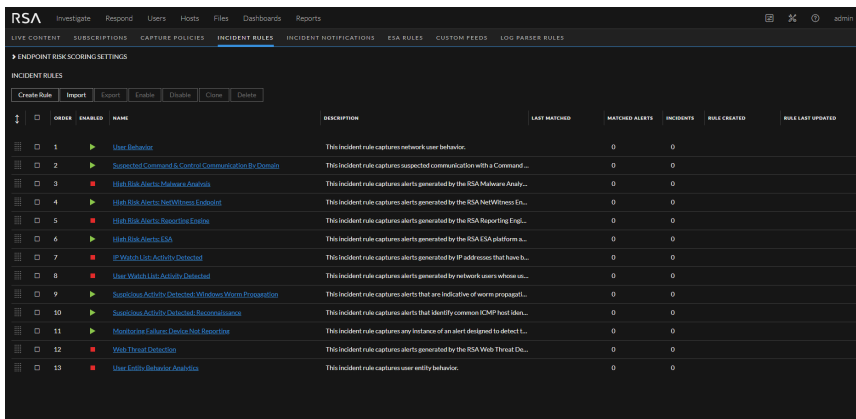 RSA Investigate Respond Users Hosts Files Dashboards Reports admin
LIVE CONTENT SUBSCRIPTIONS CAPTURE POLICIES INCIDENT RULES INCIDENT NOTIFICATIONS ESA RULES CUSTOM FEEDS LOG PARSER RULES
ENDPOINT RISK SCORING SETTINGS
INCIDENT RULES
Create Rule Import Export Enable Disable Clone Delete
ORDER ENABLED NAME DESCRIPTION LAST MATCHED MATCHED ALERTS INCIDENTS RULE CREATED RULE LAST UPDATED
1 User Behavior This incident rule captures network user behavior. 0 0
2 Suspected Command & Control Communication By Domain This incident rule captures suspected communication with a Command ... 0 0
3 High Risk Alerts: Malware Analysis This incident rule captures alerts generated by the RSA Malware Analy... 0 0
4 High Risk Alerts: NetWitness Endpoint This incident rule captures alerts generated by the RSA NetWitness En... 0 0
5 High Risk Alerts: Reporting Engine This incident rule captures alerts generated by the RSA Reporting Engi... 0 0
6 High Risk Alerts: ESA This incident rule captures alerts generated by the RSA ESA platform a... 0 0
7 IP Watch List: Activity Detected This incident rule captures alerts generated by IP addresses that have b... 0 0
8 User Watch List: Activity Detected This incident rule captures alerts generated by network users whose us... 0 0
9 Suspicious Activity Detected: Windows Worm Propagation This incident rule captures alerts that are indicative of worm propagati... 0 0
10 Suspicious Activity Detected: Reconnaissance This incident rule captures alerts that identify common ICMP host iden... 0 0
11 Monitoring Failure: Device Not Reporting This incident rule captures any instance of an alert designed to detect t... 0 0
12 Web Threat Detection This incident rule captures alerts generated by the RSA Web Threat De... 0 0
13 User Entity Behavior Analytics This incident rule captures user entity behavior. 0 0